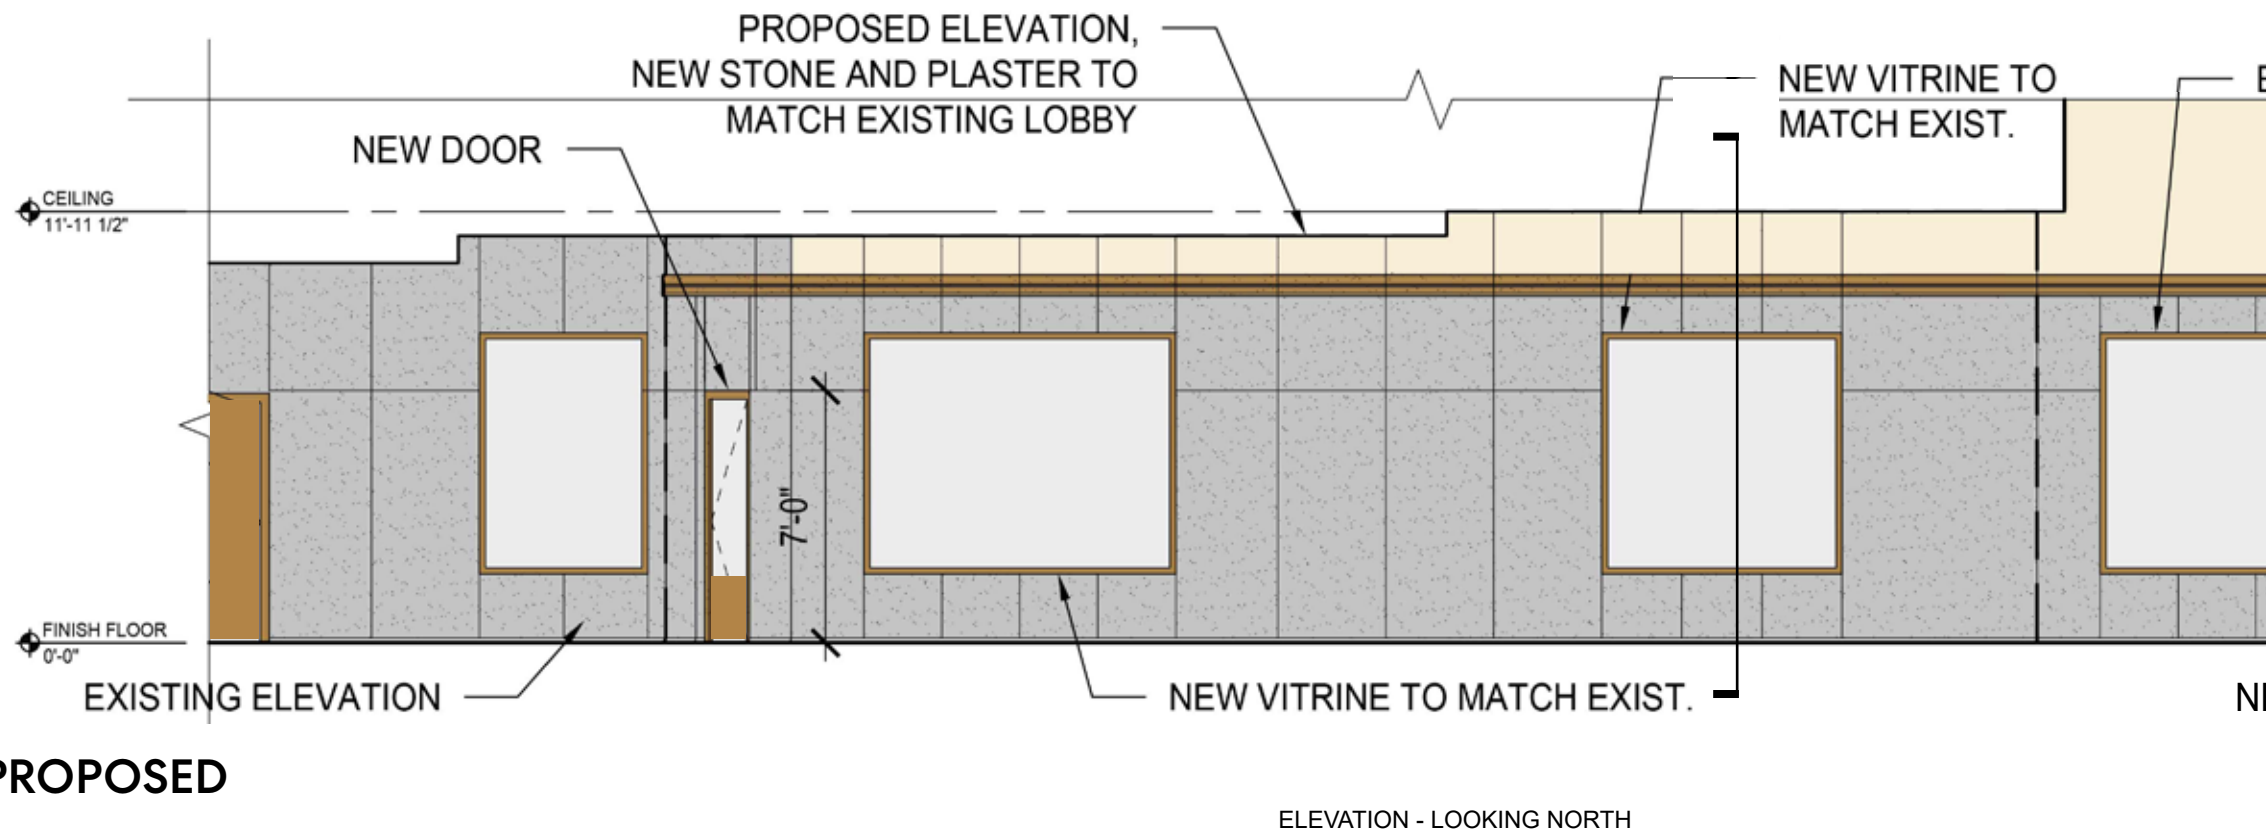 PROPOSED ELEVATION,
NEW STONE AND PLASTER TO
MATCH EXISTING LOBBY
NEW VITRINE TO
MATCH EXIST.
NEW DOOR
CEILING
11'-11 1/2"
7'-0"
FINISH FLOOR
0'-0"
EXISTING ELEVATION
NEW VITRINE TO MATCH EXIST.
PROPOSED
ELEVATION - LOOKING NORTH